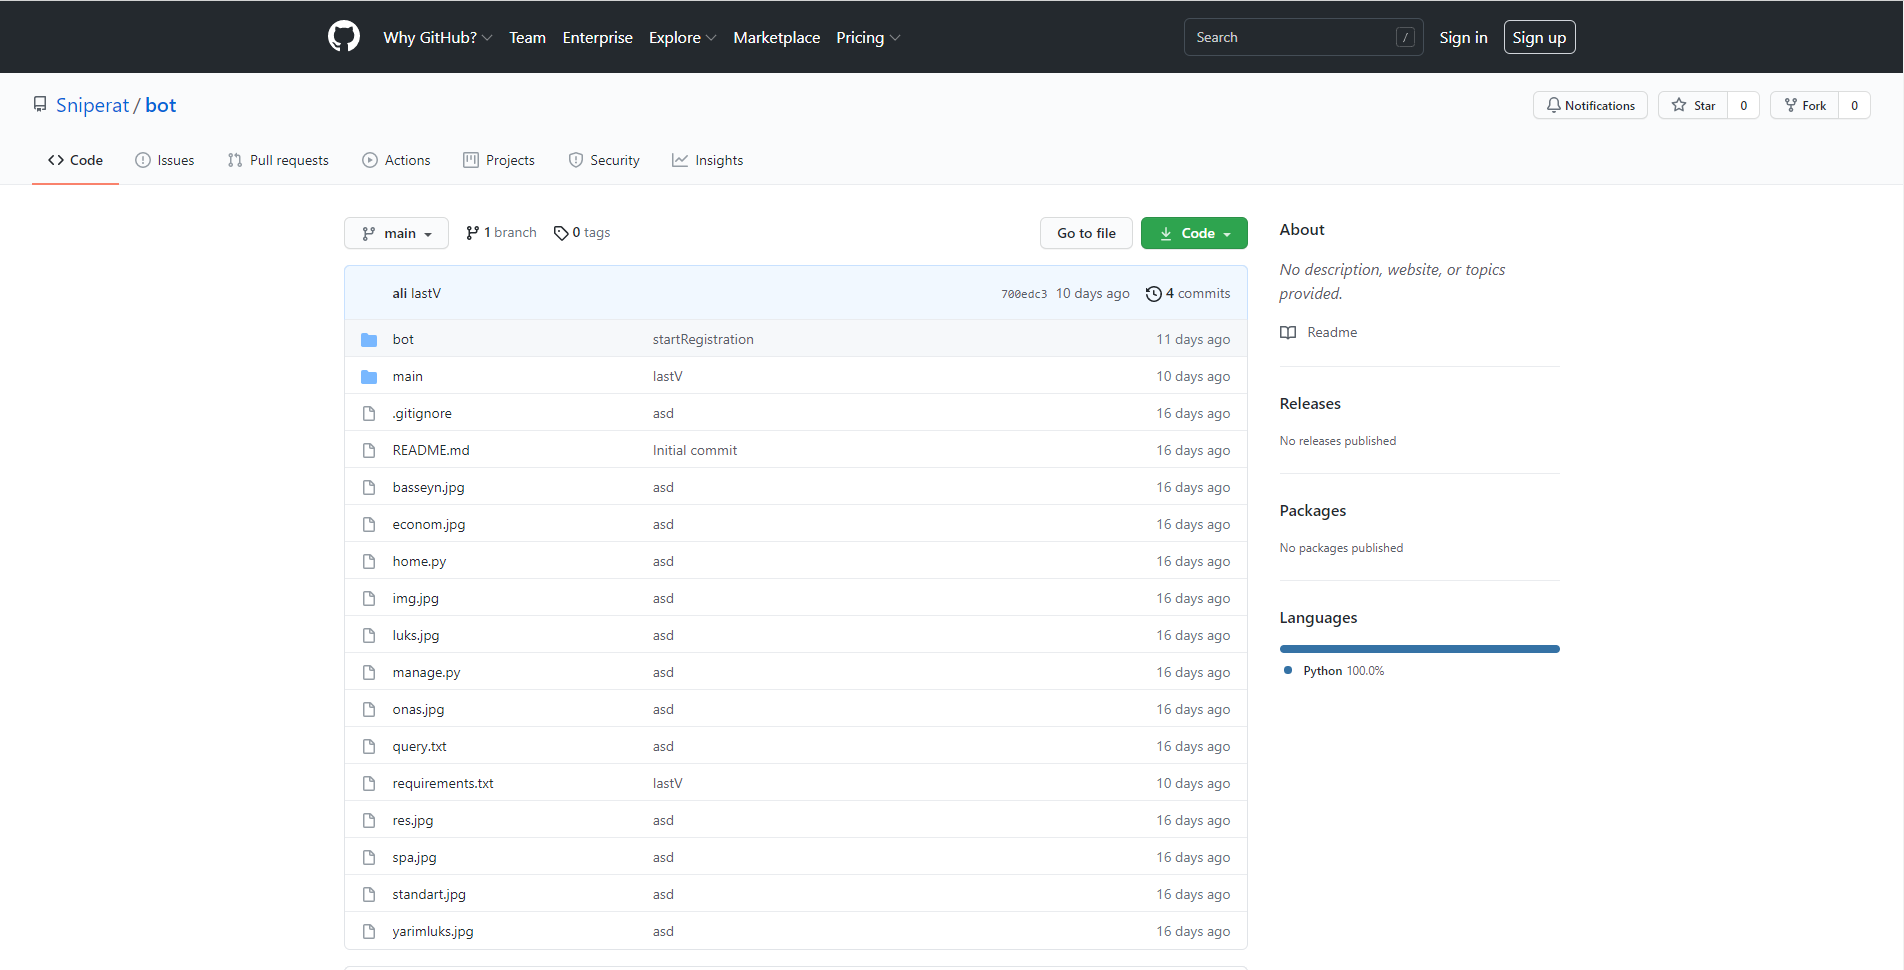 Why GitHub? Team Enterprise Explore Marketplace Pricing Search / Sign in Sign up
Sniperat / bot Notifications Star 0 Fork 0
Code Issues Pull requests Actions Projects Security Insights
main 1 branch 0 tags Go to file Code
ali lastV 700edc3 10 days ago 4 commits
bot startRegistration 11 days ago
main lastV 10 days ago
.gitignore asd 16 days ago
README.md Initial commit 16 days ago
basseyn.jpg asd 16 days ago
econom.jpg asd 16 days ago
home.py asd 16 days ago
img.jpg asd 16 days ago
luks.jpg asd 16 days ago
manage.py asd 16 days ago
onas.jpg asd 16 days ago
query.txt asd 16 days ago
requirements.txt lastV 10 days ago
res.jpg asd 16 days ago
spa.jpg asd 16 days ago
standart.jpg asd 16 days ago
yarimluks.jpg asd 16 days ago
About
No description, website, or topics
provided.
Readme
Releases
No releases published
Packages
No packages published
Languages
Python 100.0%